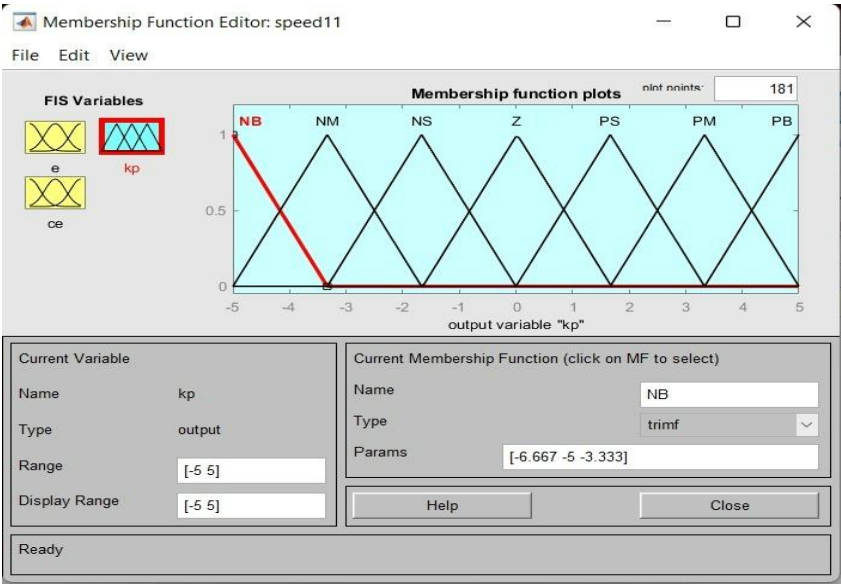 Membership Function Editor: speed11
File Edit View
FIS Variables
e
kp
ce
Membership function plots
plot points:
181
NB NM NS Z PS PM PB
1
0.5
0
-5 -4 -3 -2 -1 0 1 2 3 4 5
output variable "kp"
Current Variable
Name kp
Type output
Range [-5 5]
Display Range [-5 5]
Current Membership Function (click on MF to select)
Name NB
Type trimf
Params [-6.667 -5 -3.333]
Help Close
Ready